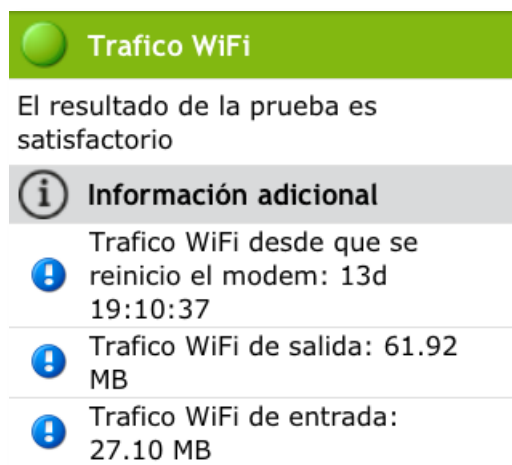 Trafico WiFi
El resultado de la prueba es
satisfactorio
Información adicional
Trafico WiFi desde que se
reinicio el modem: 13d
19:10:37
Trafico WiFi de salida: 61.92
MB
Trafico WiFi de entrada:
27.10 MB